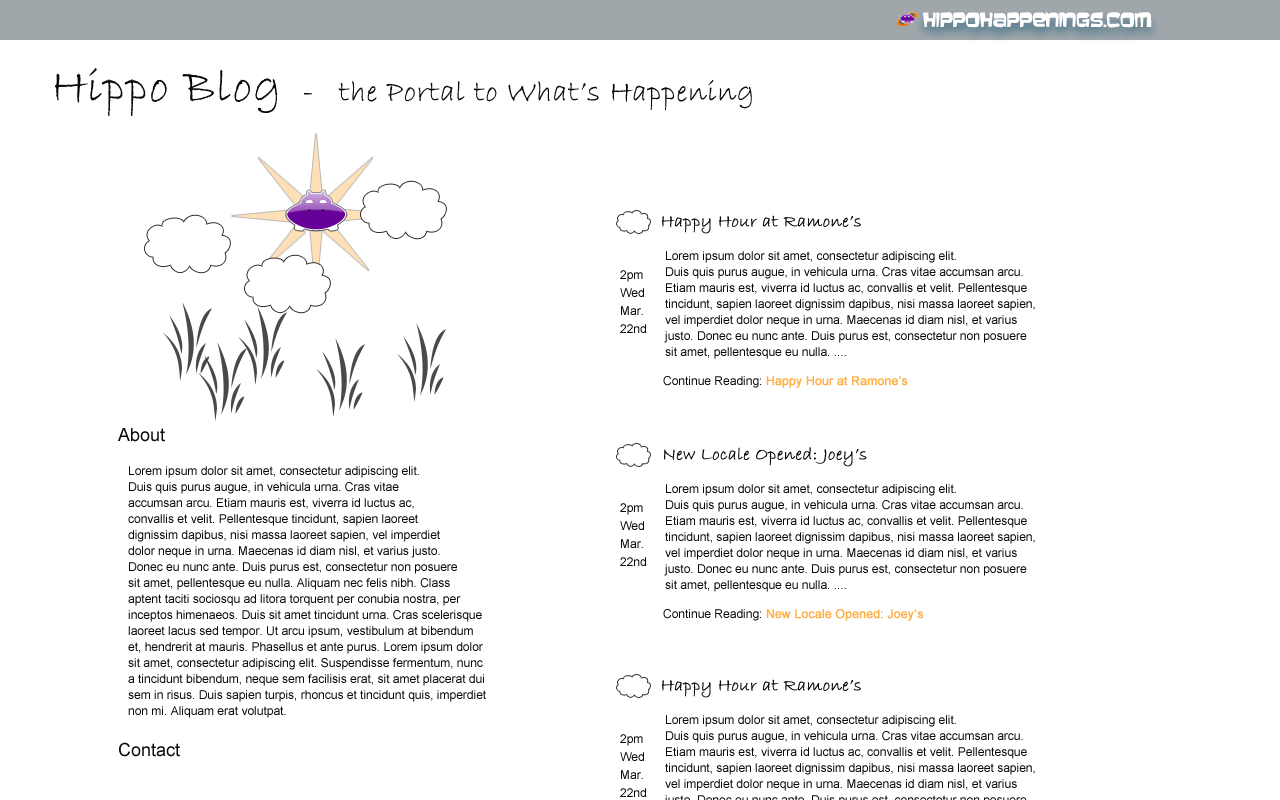 HippoHappenings.com
Hippo Blog - the Portal to What's Happening
Happy Hour at Ramone's
Lorem ipsum dolor sit amet, consectetur adipiscing elit.
Duis quis purus augue, in vehicula urna. Cras vitae accumsan arcu.
Etiam mauris est, viverra id luctus ac, convallis et velit. Pellentesque
tincidunt, sapien laoreet dignissim dapibus, nisi massa laoreet sapien,
vel imperdiet dolor neque in urna. Maecenas id diam nisl, et varius
justo. Donec eu nunc ante. Duis purus est, consectetur non posuere
sit amet, pellentesque eu nulla. ....
2pm
Wed
Mar.
22nd
Continue Reading: Happy Hour at Ramone's
New Locale Opened: Joey's
Lorem ipsum dolor sit amet, consectetur adipiscing elit.
Duis quis purus augue, in vehicula urna. Cras vitae accumsan arcu.
Etiam mauris est, viverra id luctus ac, convallis et velit. Pellentesque
tincidunt, sapien laoreet dignissim dapibus, nisi massa laoreet sapien,
vel imperdiet dolor neque in urna. Maecenas id diam nisl, et varius
justo. Donec eu nunc ante. Duis purus est, consectetur non posuere
sit amet, pellentesque eu nulla. ....
2pm
Wed
Mar.
22nd
Continue Reading: New Locale Opened: Joey's
Happy Hour at Ramone's
Lorem ipsum dolor sit amet, consectetur adipiscing elit.
Duis quis purus augue, in vehicula urna. Cras vitae accumsan arcu.
Etiam mauris est, viverra id luctus ac, convallis et velit. Pellentesque
tincidunt, sapien laoreet dignissim dapibus, nisi massa laoreet sapien,
vel imperdiet dolor neque in urna. Maecenas id diam nisl, et varius
justo. Donec eu nunc ante. Duis purus est, consectetur non posuere
2pm
Wed
Mar.
22nd
About
Lorem ipsum dolor sit amet, consectetur adipiscing elit.
Duis quis purus augue, in vehicula urna. Cras vitae
accumsan arcu. Etiam mauris est, viverra id luctus ac,
convallis et velit. Pellentesque tincidunt, sapien laoreet
dignissim dapibus, nisi massa laoreet sapien, vel imperdiet
dolor neque in urna. Maecenas id diam nisl, et varius justo.
Donec eu nunc ante. Duis purus est, consectetur non posuere
sit amet, pellentesque eu nulla. Aliquam nec felis nibh. Class
aptent taciti sociosqu ad litora torquent per conubia nostra, per
inceptos himenaeos. Duis sit amet tincidunt urna. Cras scelerisque
laoreet lacus sed tempor. Ut arcu ipsum, vestibulum at bibendum
et, hendrerit at mauris. Phasellus et ante purus. Lorem ipsum dolor
sit amet, consectetur adipiscing elit. Suspendisse fermentum, nunc
a tincidunt bibendum, neque sem facilisis erat, sit amet placerat dui
sem in risus. Duis sapien turpis, rhoncus et tincidunt quis, imperdiet
non mi. Aliquam erat volutpat.
Contact